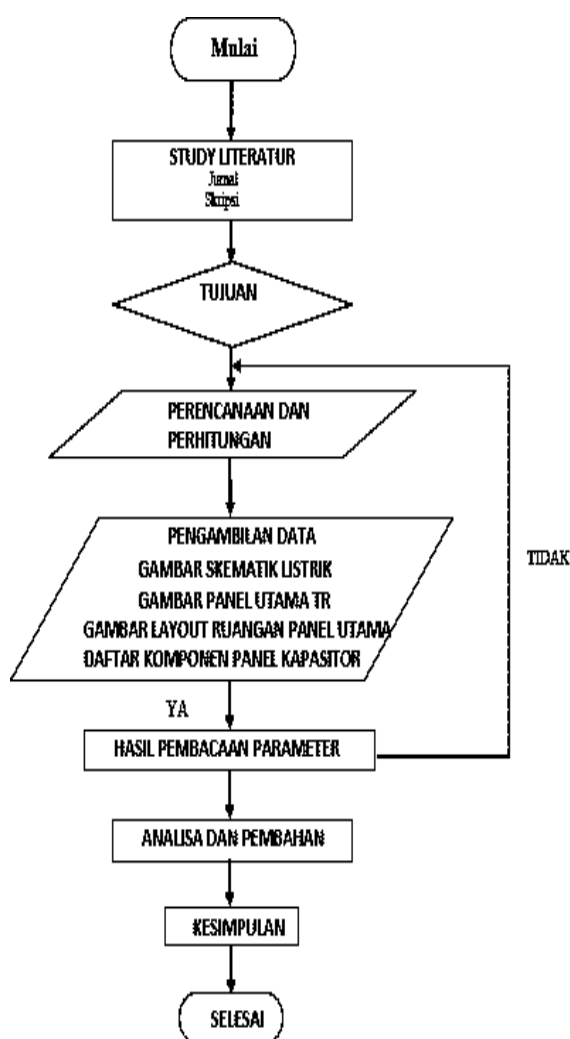 Mulai
STUDY LITERATUR
Jurnal
Skripsi
TUJUAN
PERENCANAAN DAN
PERHITUNGAN
PENGAMBILAN DATA
GAMBAR SKEMATIK LISTRIK
GAMBAR PANEL UTAMA TR
GAMBAR LAYOUT RUANGAN PANEL UTAMA
DAFTAR KOMPONEN PANEL KAPASITOR
TIDAK
YA
HASIL PEMBACAAN PARAMETER
ANALISA DAN PEMBAHAN
KESIMPULAN
SELESAI